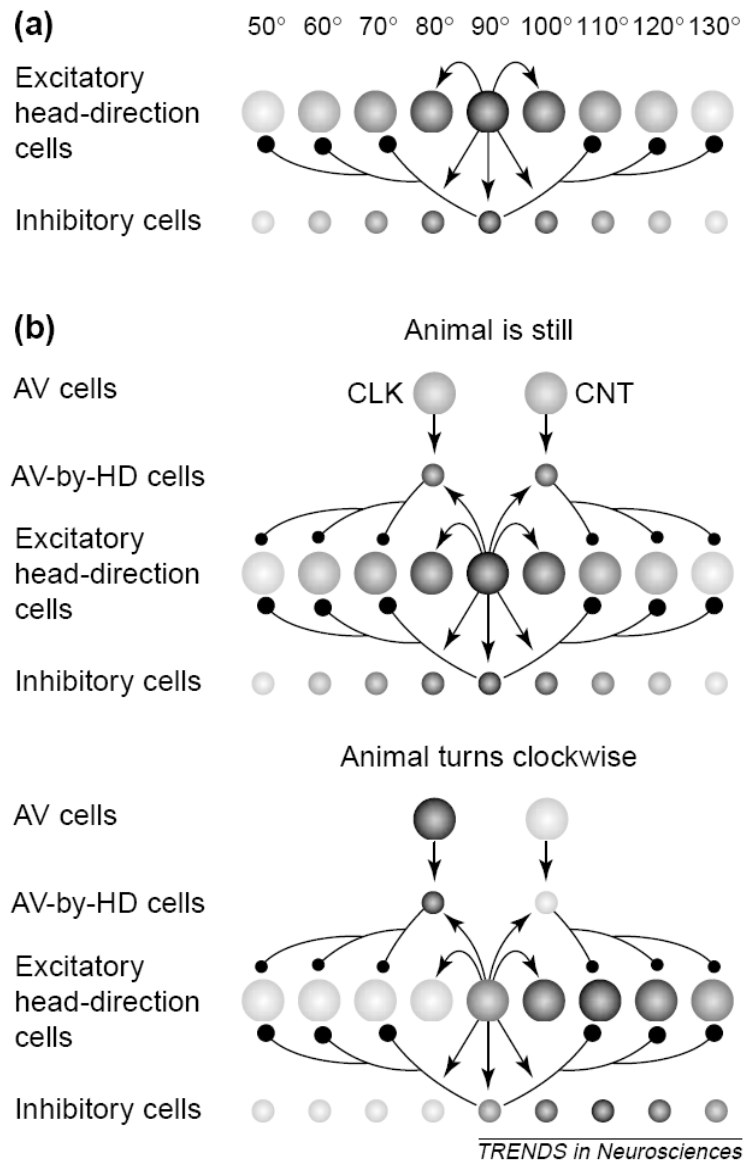 (a)
50° 60° 70° 80° 90° 100° 110° 120° 130°
Excitatory
head-direction
cells
Inhibitory cells
(b)
Animal is still
AV cells
CLK
CNT
AV-by-HD cells
Excitatory
head-direction
cells
Inhibitory cells
Animal turns clockwise
AV cells
AV-by-HD cells
Excitatory
head-direction
cells
Inhibitory cells
TRENDS in Neurosciences